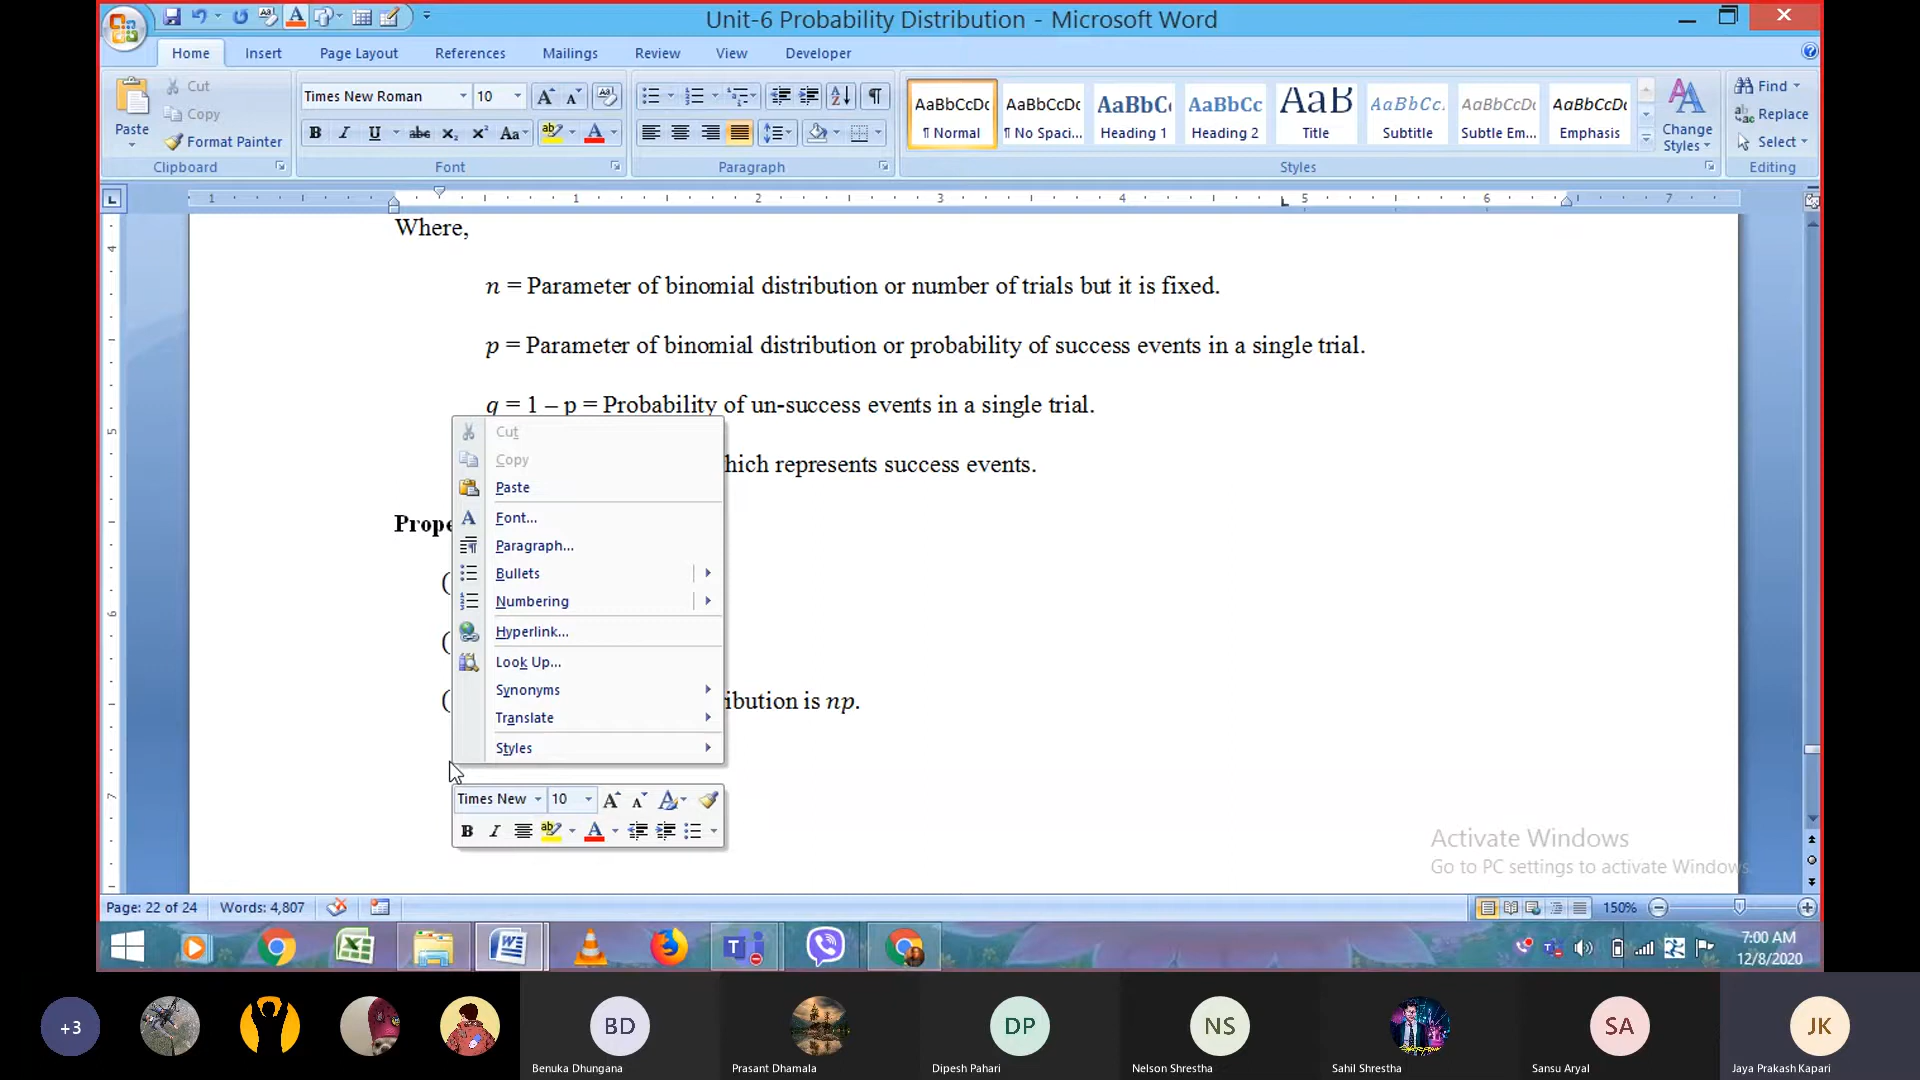 Unit-6 Probability Distribution - Microsoft Word
Home Insert Page Layout References Mailings Review View Developer
Paste
Cut
Copy
Format Painter
Clipboard
Times New Roman 10
Font
Paragraph
AaBbCcDc AaBbCcDc AaBbC AaBbCc AaB AaBbCc. AaBbCcDc AaBbCcDc
¶ Normal ¶ No Spaci... Heading 1 Heading 2 Title Subtitle Subtle Em... Emphasis
Change Styles
Styles
Find
Replace
Select
Editing
1 1 2 3 4 5 6 7
Where,
n = Parameter of binomial distribution or number of trials but it is fixed.
p = Parameter of binomial distribution or probability of success events in a single trial.
q = 1 – p = Probability of un-success events in a single trial.
hich represents success events.
Prope
(
(
( ibution is np.
Cut
Copy
Paste
Font...
Paragraph...
Bullets
Numbering
Hyperlink...
Look Up...
Synonyms
Translate
Styles
Times New 10
Activate Windows
Go to PC settings to activate Windows.
Page: 22 of 24 Words: 4,807 150%
7:00 AM
12/8/2020
+3 BD DP NS SA JK
Benuka Dhungana Prasant Dhamala Dipesh Pahari Nelson Shrestha Sahil Shrestha Sansu Aryal Jaya Prakash Kapari